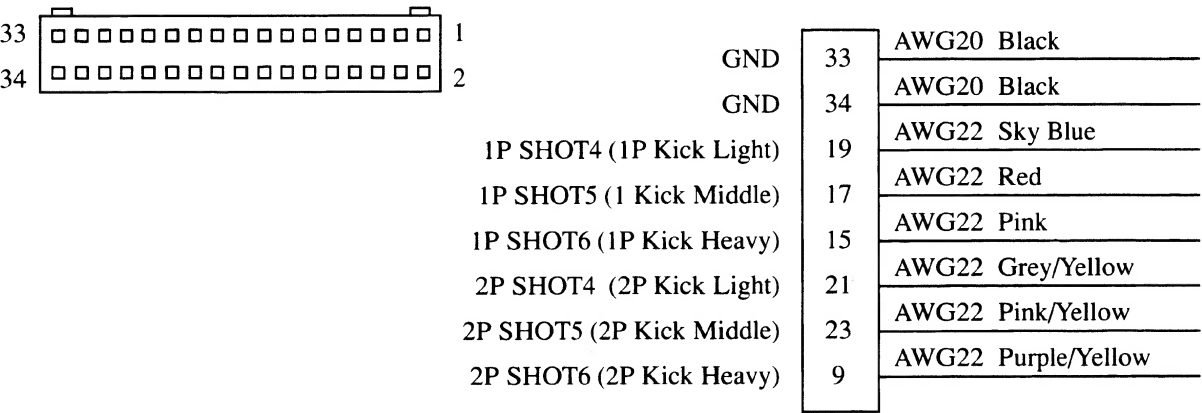 33 1
34 2
GND 33 AWG20 Black
GND 34 AWG20 Black
1P SHOT4 (1P Kick Light) 19 AWG22 Sky Blue
1P SHOT5 (1 Kick Middle) 17 AWG22 Red
1P SHOT6 (1P Kick Heavy) 15 AWG22 Pink
2P SHOT4 (2P Kick Light) 21 AWG22 Grey/Yellow
2P SHOT5 (2P Kick Middle) 23 AWG22 Pink/Yellow
2P SHOT6 (2P Kick Heavy) 9 AWG22 Purple/Yellow